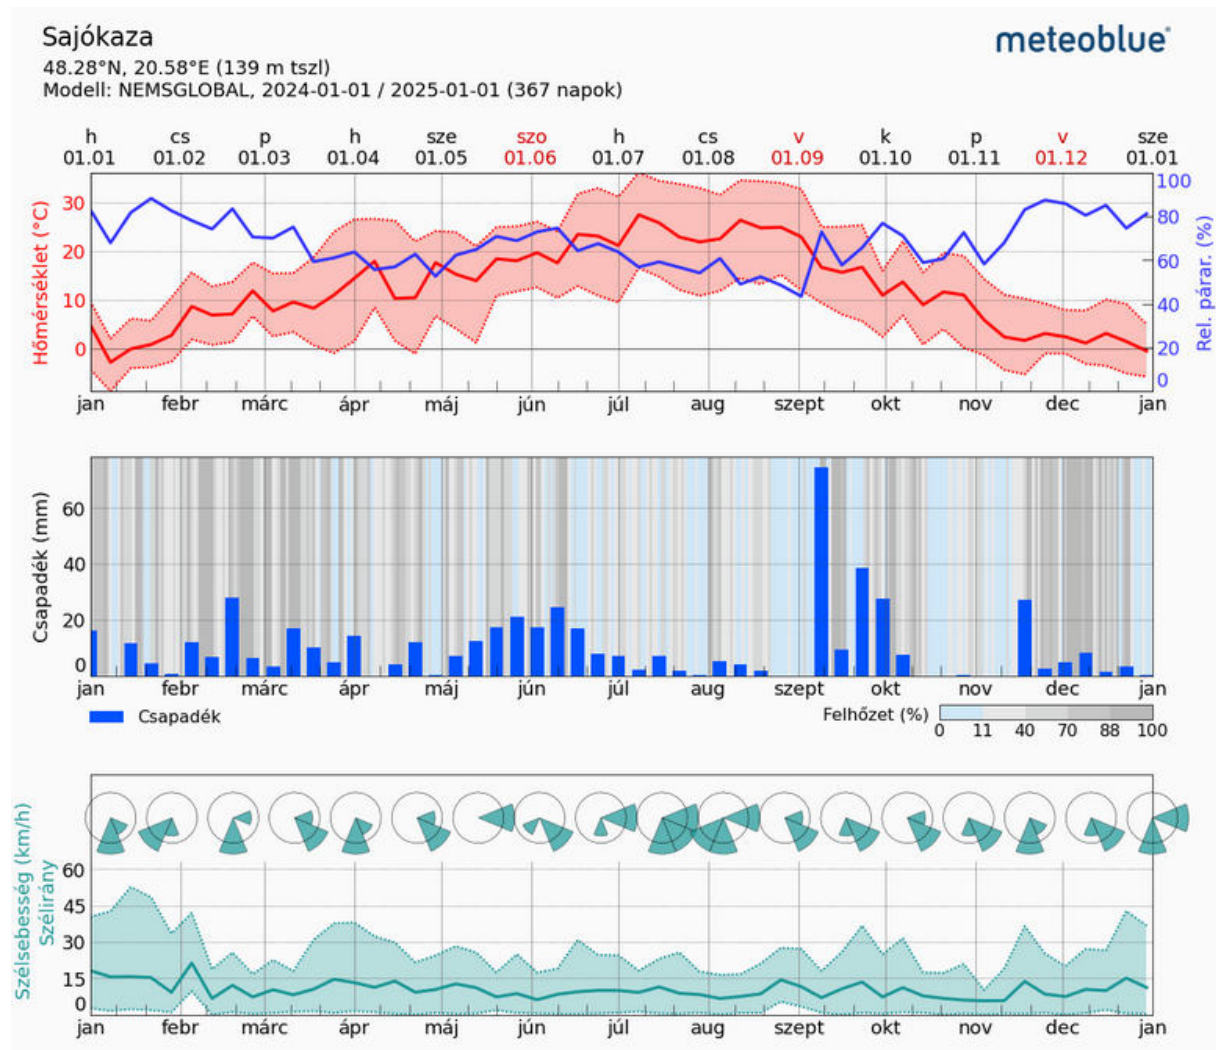 Sajókaza
meteoblue
48.28°N, 20.58°E (139 m tszl)
Modell: NEMSGLOBAL, 2024-01-01 / 2025-01-01 (367 napok)
h cs p h sze szo h cs v k p v sze
01.01 01.02 01.03 01.04 01.05 01.06 01.07 01.08 01.09 01.10 01.11 01.12 01.01
Hőmérséklet (°C)
30
20
10
0
100
80
60
40
20
0
Rel. párar. (%)
jan febr márc ápr máj jún júl aug szept okt nov dec jan
Csapadék (mm)
60
40
20
0
jan febr márc ápr máj jún júl aug szept okt nov dec jan
Csapadék
Felhőzet (%)
0 11 40 70 88 100
Szélsebesség (km/h)
Szélirány
60
45
30
15
0
jan febr márc ápr máj jún júl aug szept okt nov dec jan